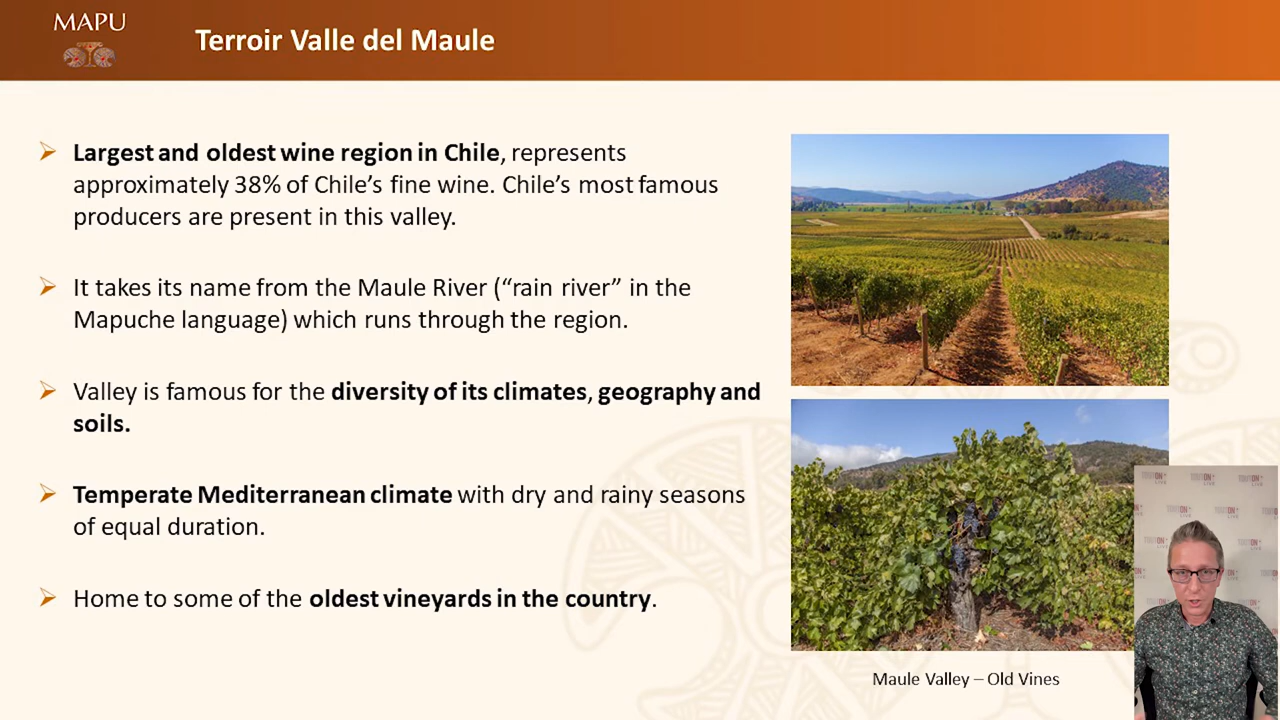 MAPU
Terroir Valle del Maule
Largest and oldest wine region in Chile, represents
approximately 38% of Chile’s fine wine. Chile’s most famous
producers are present in this valley.
It takes its name from the Maule River (“rain river” in the
Mapuche language) which runs through the region.
Valley is famous for the diversity of its climates, geography and
soils.
Temperate Mediterranean climate with dry and rainy seasons
of equal duration.
Home to some of the oldest vineyards in the country.
Maule Valley – Old Vines